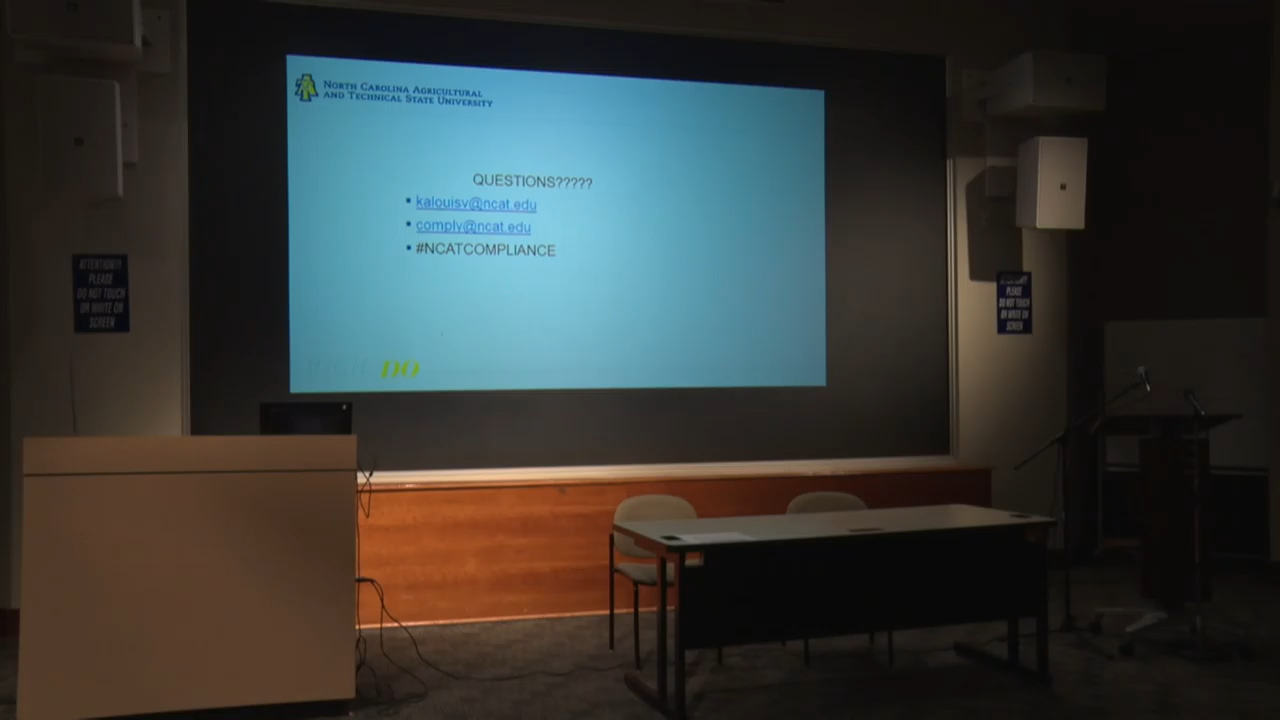 NORTH CAROLINA AGRICULTURAL
AND TECHNICAL STATE UNIVERSITY
QUESTIONS?????
▪ kalouisv@ncat.edu
▪ comply@ncat.edu
▪ #NCATCOMPLIANCE
DO
ATTENTION!!!
PLEASE
DO NOT TOUCH
OR WRITE ON
SCREEN
PLEASE
DO NOT TOUCH
OR WRITE ON
SCREEN